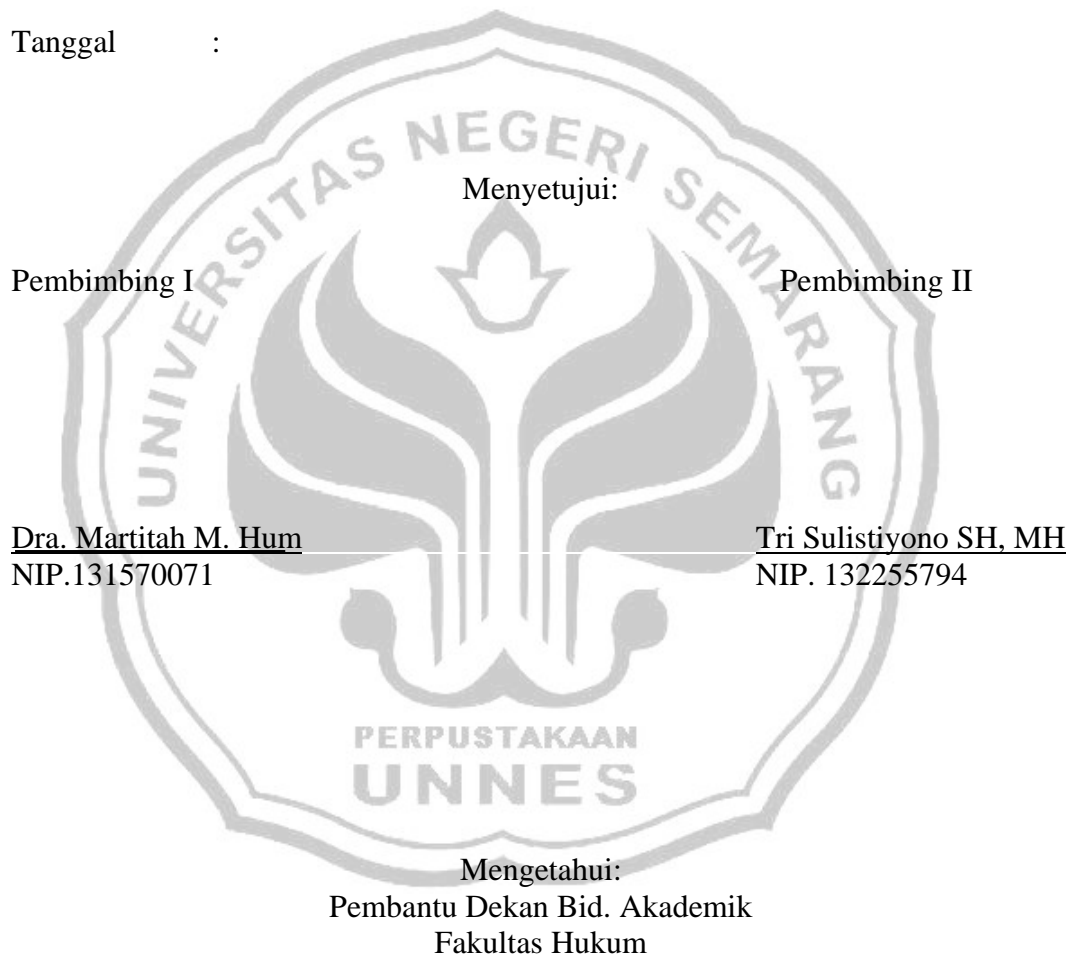 Tanggal :
UNIVERSITAS NEGERI SEMARANG
Menyetujui:
Pembimbing I Pembimbing II
Dra. Martitah M. Hum Tri Sulistiyono SH, MH
NIP.131570071 NIP. 132255794
PERPUSTAKAAN
UNNES
Mengetahui:
Pembantu Dekan Bid. Akademik
Fakultas Hukum